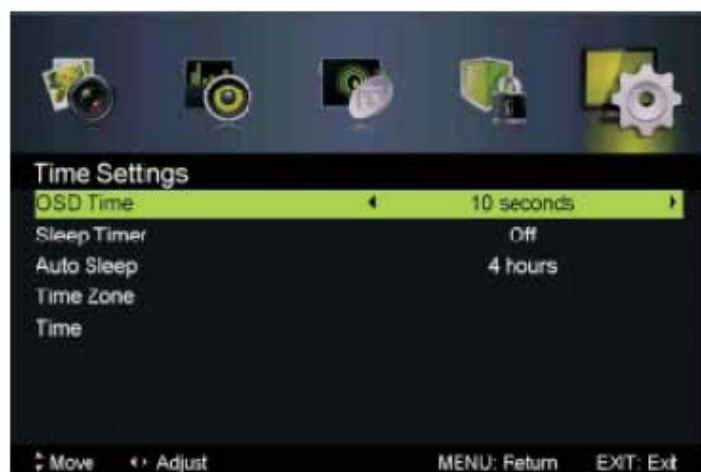 Time Settings
OSD Time 10 seconds
Sleep Timer Off
Auto Sleep 4 hours
Time Zone
Time
Move Adjust MENU: Return EXIT: Exit